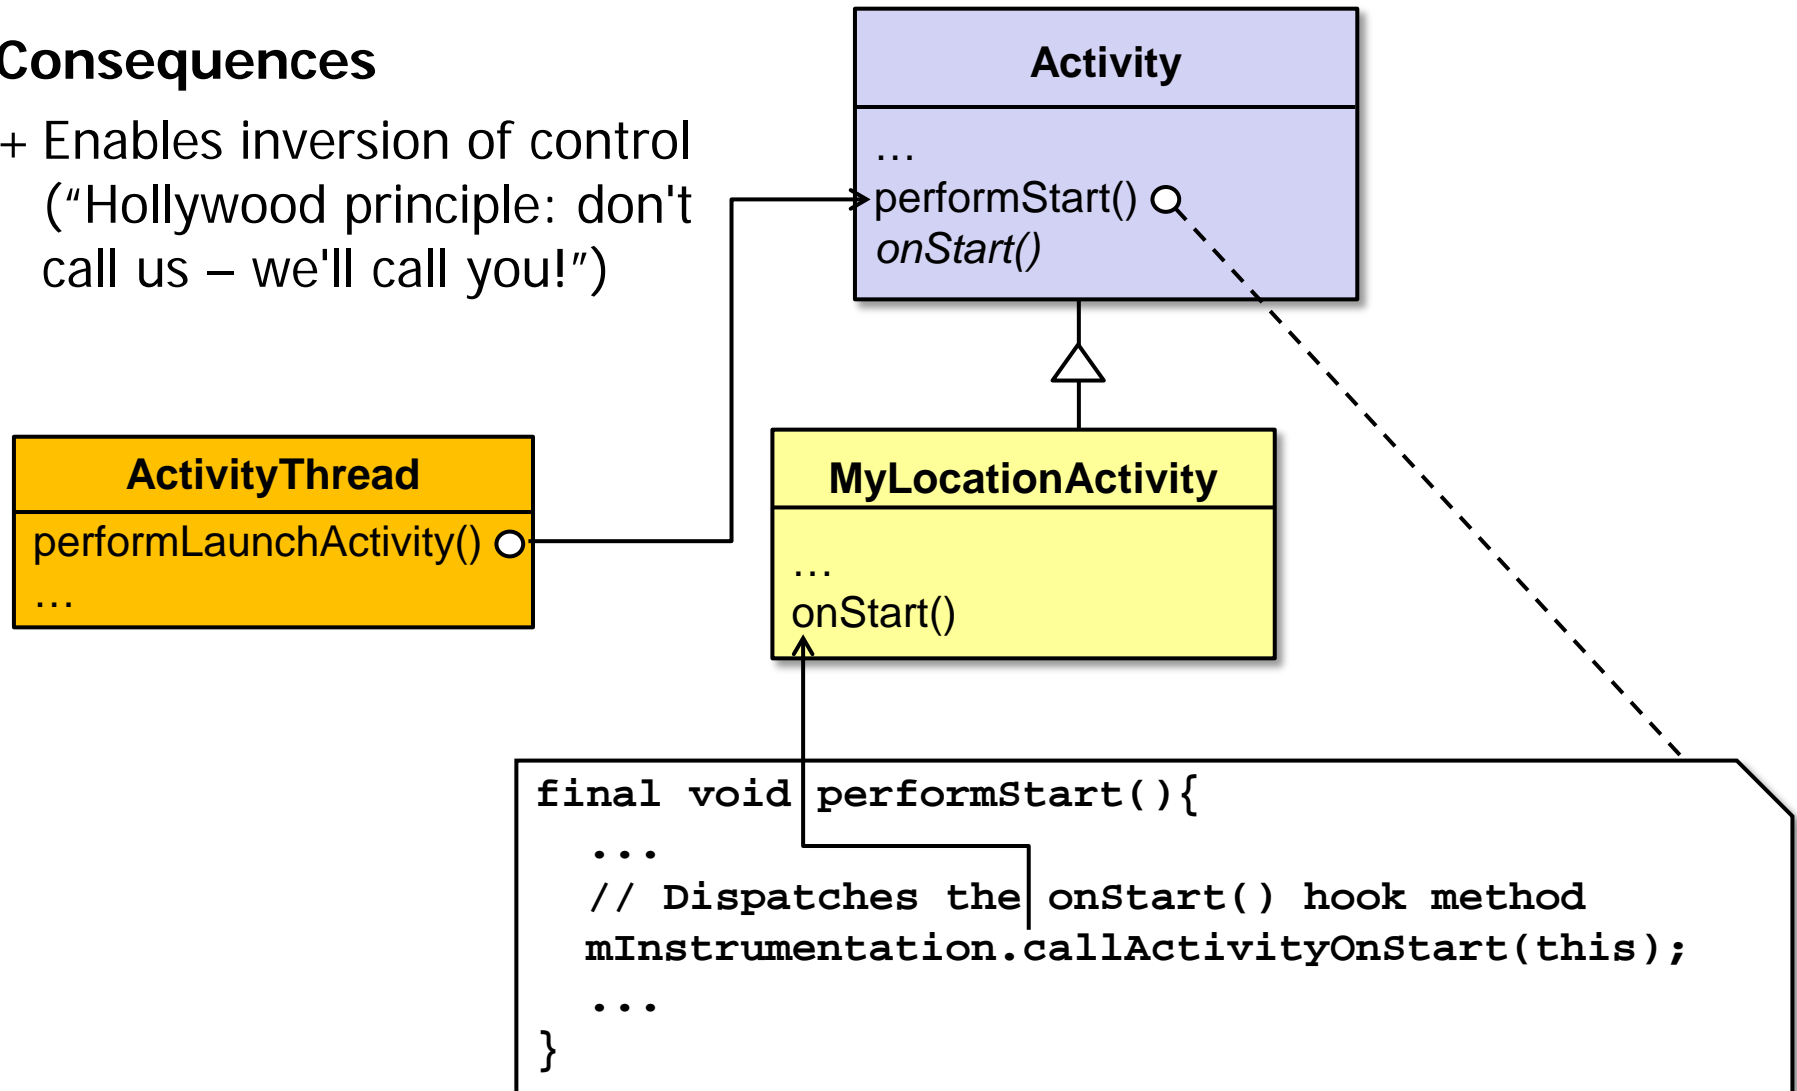 Consequences
+ Enables inversion of control
(“Hollywood principle: don't
call us – we'll call you!”)
Activity
…
performStart()
onStart()
ActivityThread
performLaunchActivity()
…
MyLocationActivity
…
onStart()
final void performStart(){
...
// Dispatches the onStart() hook method
mInstrumentation.callActivityOnStart(this);
...
}